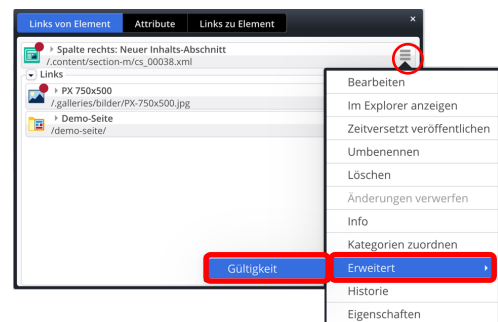 Links von Element Attribute Links zu Element
Spalte rechts: Neuer Inhalts-Abschnitt
/.content/section-m/cs_00038.xml
Links
PX 750x500
/.galleries/bilder/PX-750x500.jpg
Demo-Seite
/demo-seite/
Bearbeiten
Im Explorer anzeigen
Zeitversetzt veröffentlichen
Umbenennen
Löschen
Änderungen verwerfen
Info
Kategorien zuordnen
Gültigkeit Erweitert
Historie
Eigenschaften